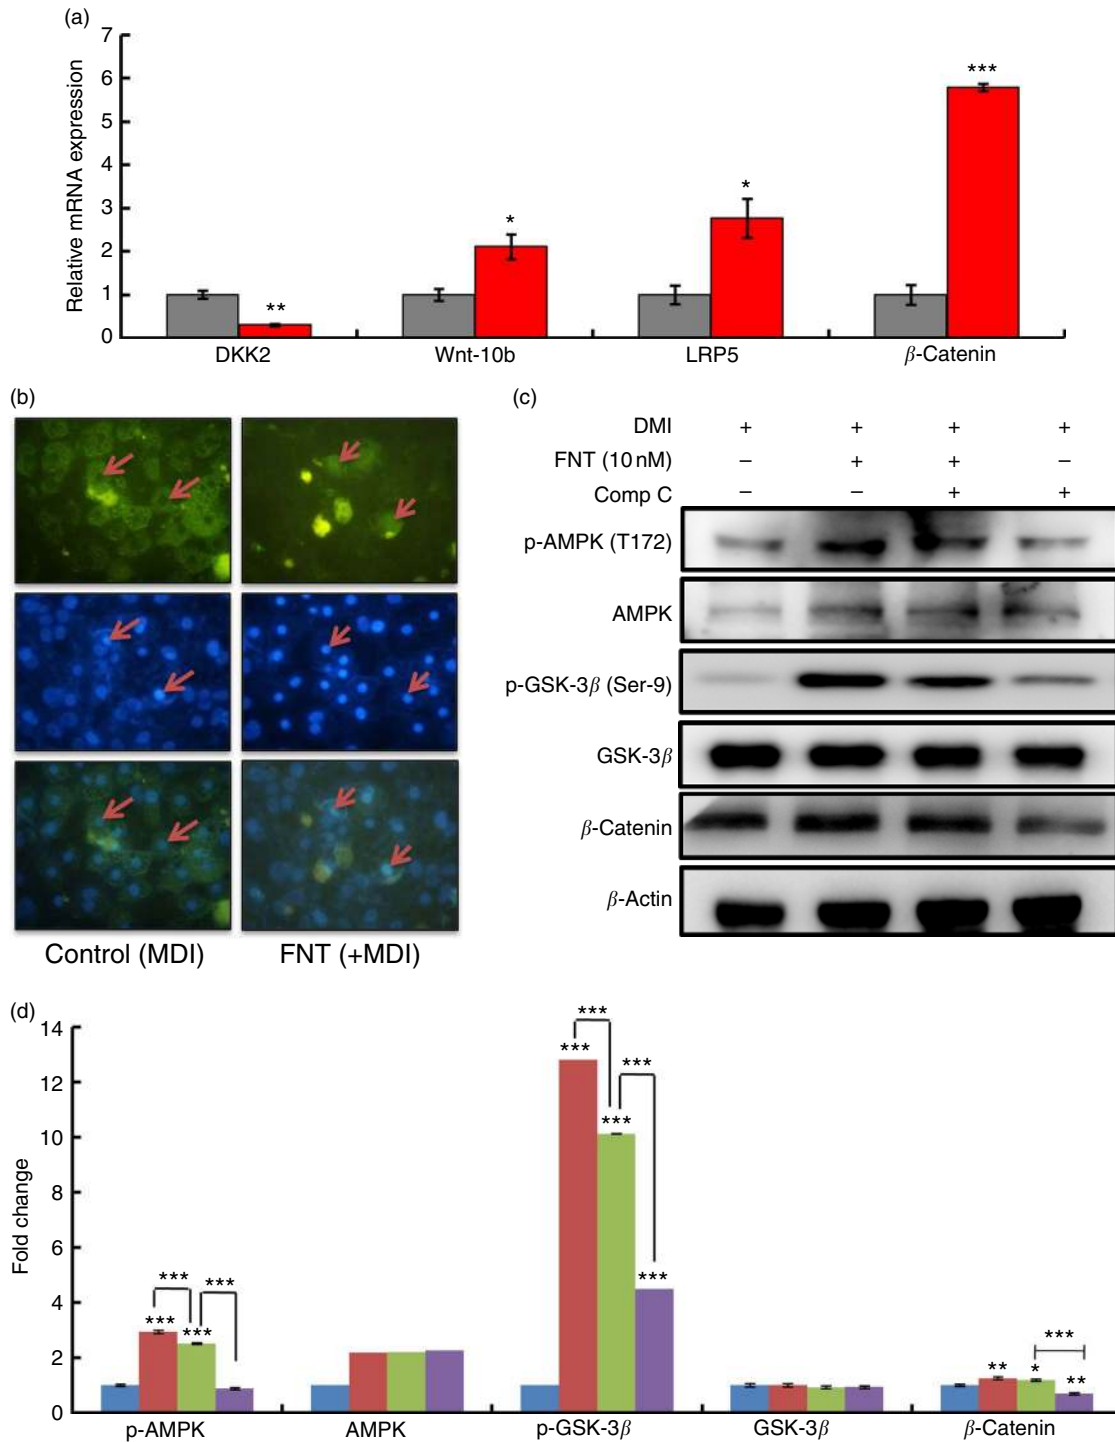 (a)
Relative mRNA expression
7
6
5
4
3
2
1
0
**
*
*
***
DKK2 Wnt-10b LRP5 β-Catenin
(b)
Control (MDI) FNT (+MDI)
(c)
DMI + + + +
FNT (10 nM) – + + –
Comp C – – + +
p-AMPK (T172)
AMPK
p-GSK-3β (Ser-9)
GSK-3β
β-Catenin
β-Actin
(d)
Fold change
14
12
10
8
6
4
2
0
*** *** *** ***
*** *** *** *** ***
*** ** * **
p-AMPK AMPK p-GSK-3β GSK-3β β-Catenin